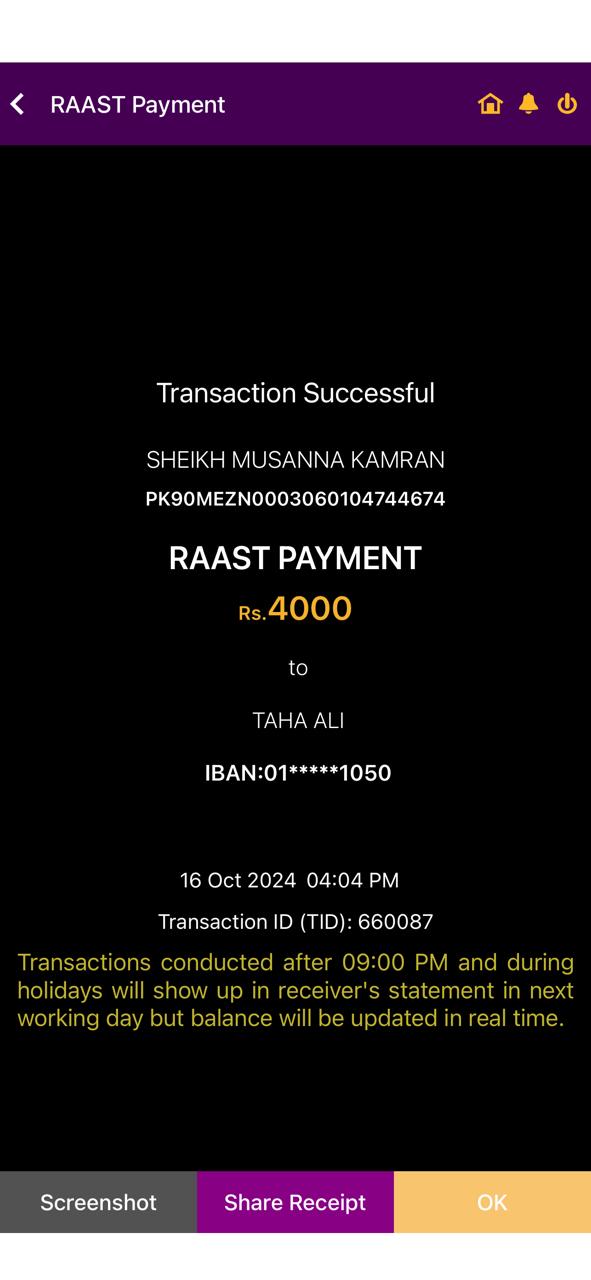 RAAST Payment
Transaction Successful
SHEIKH MUSANNA KAMRAN
PK90MEZN0003060104744674
RAAST PAYMENT
Rs.4000
to
TAHA ALI
IBAN:01*****1050
16 Oct 2024 04:04 PM
Transaction ID (TID): 660087
Transactions conducted after 09:00 PM and during
holidays will show up in receiver's statement in next
working day but balance will be updated in real time.
Screenshot
Share Receipt
OK